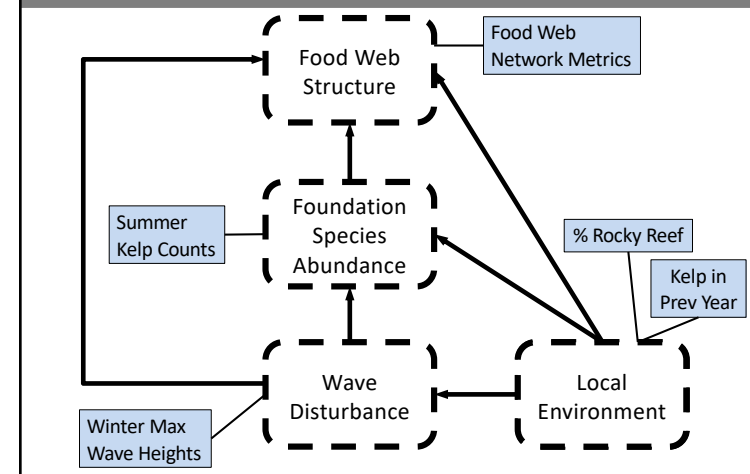 Food Web
Structure
Food Web
Network Metrics
Summer
Kelp Counts
Foundation
Species
Abundance
% Rocky Reef
Kelp in
Prev Year
Wave
Disturbance
Local
Environment
Winter Max
Wave Heights